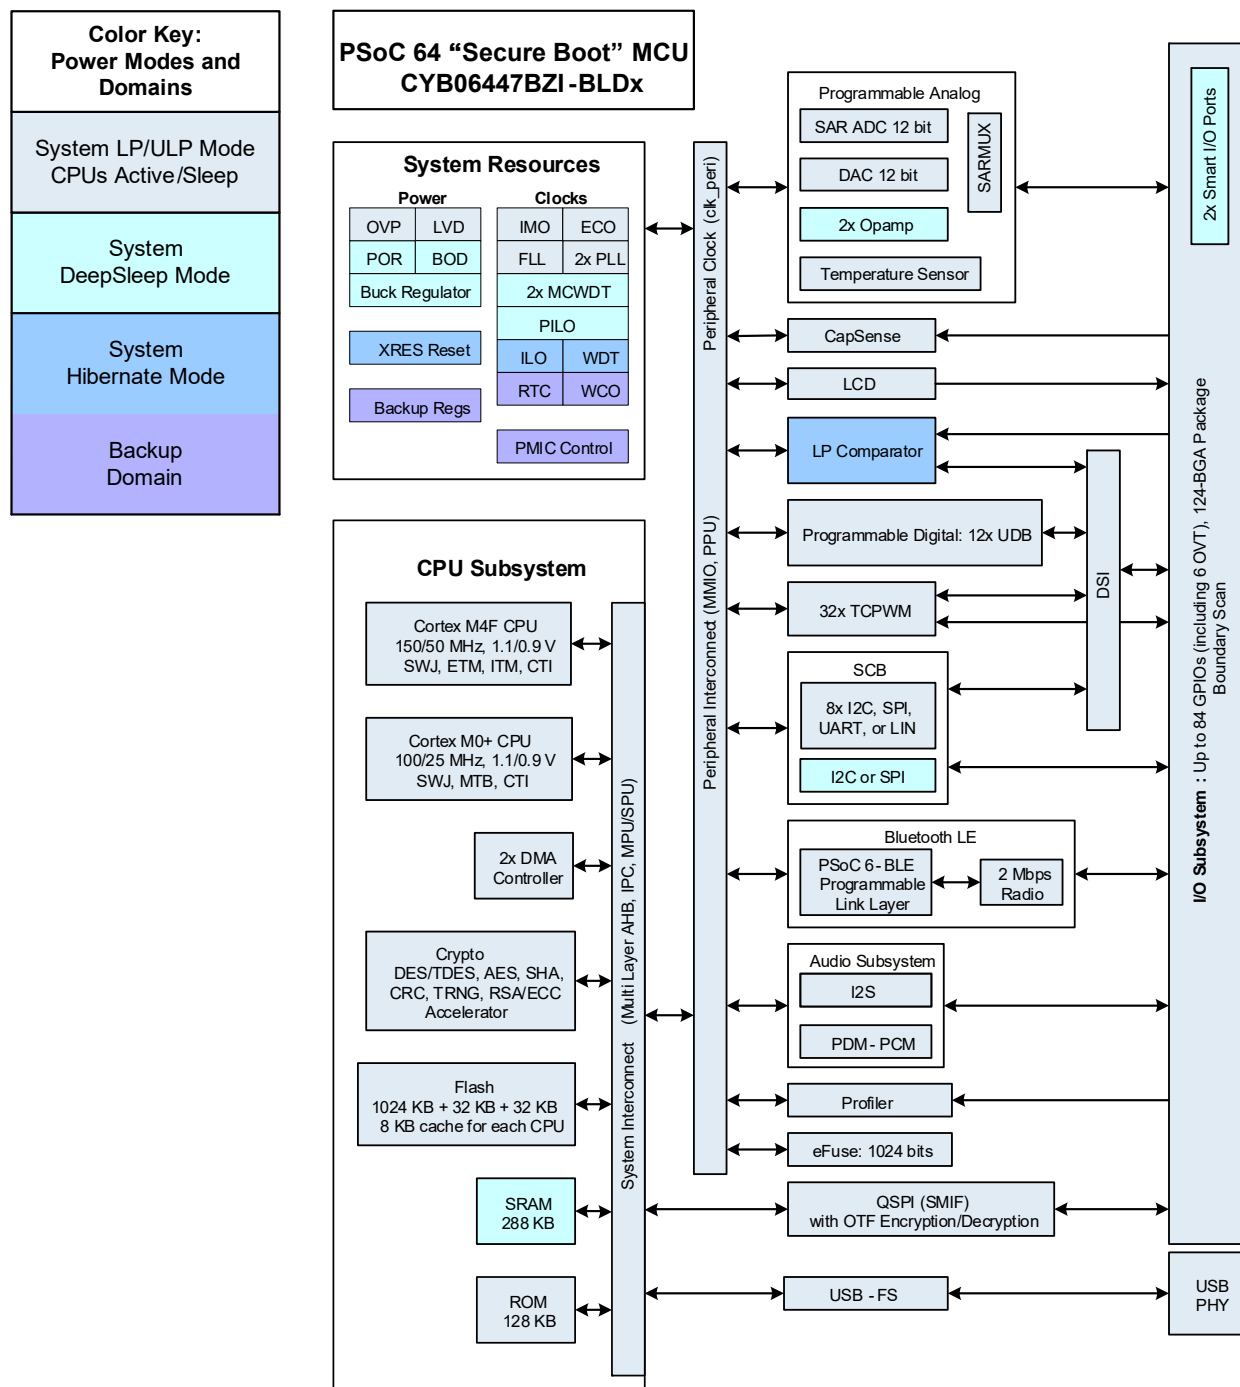 Color Key:
Power Modes and
Domains
System LP/ULP Mode
CPUs Active/Sleep
System
DeepSleep Mode
System
Hibernate Mode
Backup
Domain
PSoC 64 “Secure Boot” MCU
CYB06447BZI-BLDx
System Resources
Power
OVP
LVD
POR
BOD
Buck Regulator
XRES Reset
Backup Regs
Clocks
IMO
ECO
FLL
2x PLL
2x MCWDT
PILO
ILO
WDT
RTC
WCO
PMIC Control
CPU Subsystem
Cortex M4F CPU
150/50 MHz, 1.1/0.9 V
SWJ, ETM, ITM, CTI
Cortex M0+ CPU
100/25 MHz, 1.1/0.9 V
SWJ, MTB, CTI
2x DMA
Controller
Crypto
DES/TDES, AES, SHA,
CRC, TRNG, RSA/ECC
Accelerator
Flash
1024 KB + 32 KB + 32 KB
8 KB cache for each CPU
SRAM
288 KB
ROM
128 KB
System Interconnect (Multi Layer AHB, IPC, MPU/SPU)
Peripheral Clock (clk_peri)
Peripheral Interconnect (MMIO, PPU)
Programmable Analog
SAR ADC 12 bit
DAC 12 bit
2x Opamp
Temperature Sensor
SARMUX
CapSense
LCD
LP Comparator
Programmable Digital: 12x UDB
32x TCPWM
SCB
8x I2C, SPI,
UART, or LIN
I2C or SPI
DSI
Bluetooth LE
PSoC 6-BLE
Programmable
Link Layer
2 Mbps
Radio
Audio Subsystem
I2S
PDM-PCM
Profiler
eFuse: 1024 bits
QSPI (SMIF)
with OTF Encryption/Decryption
USB-FS
2x Smart I/O Ports
I/O Subsystem : Up to 84 GPIOs (including 6 OVT), 124-BGA Package
Boundary Scan
USB
PHY